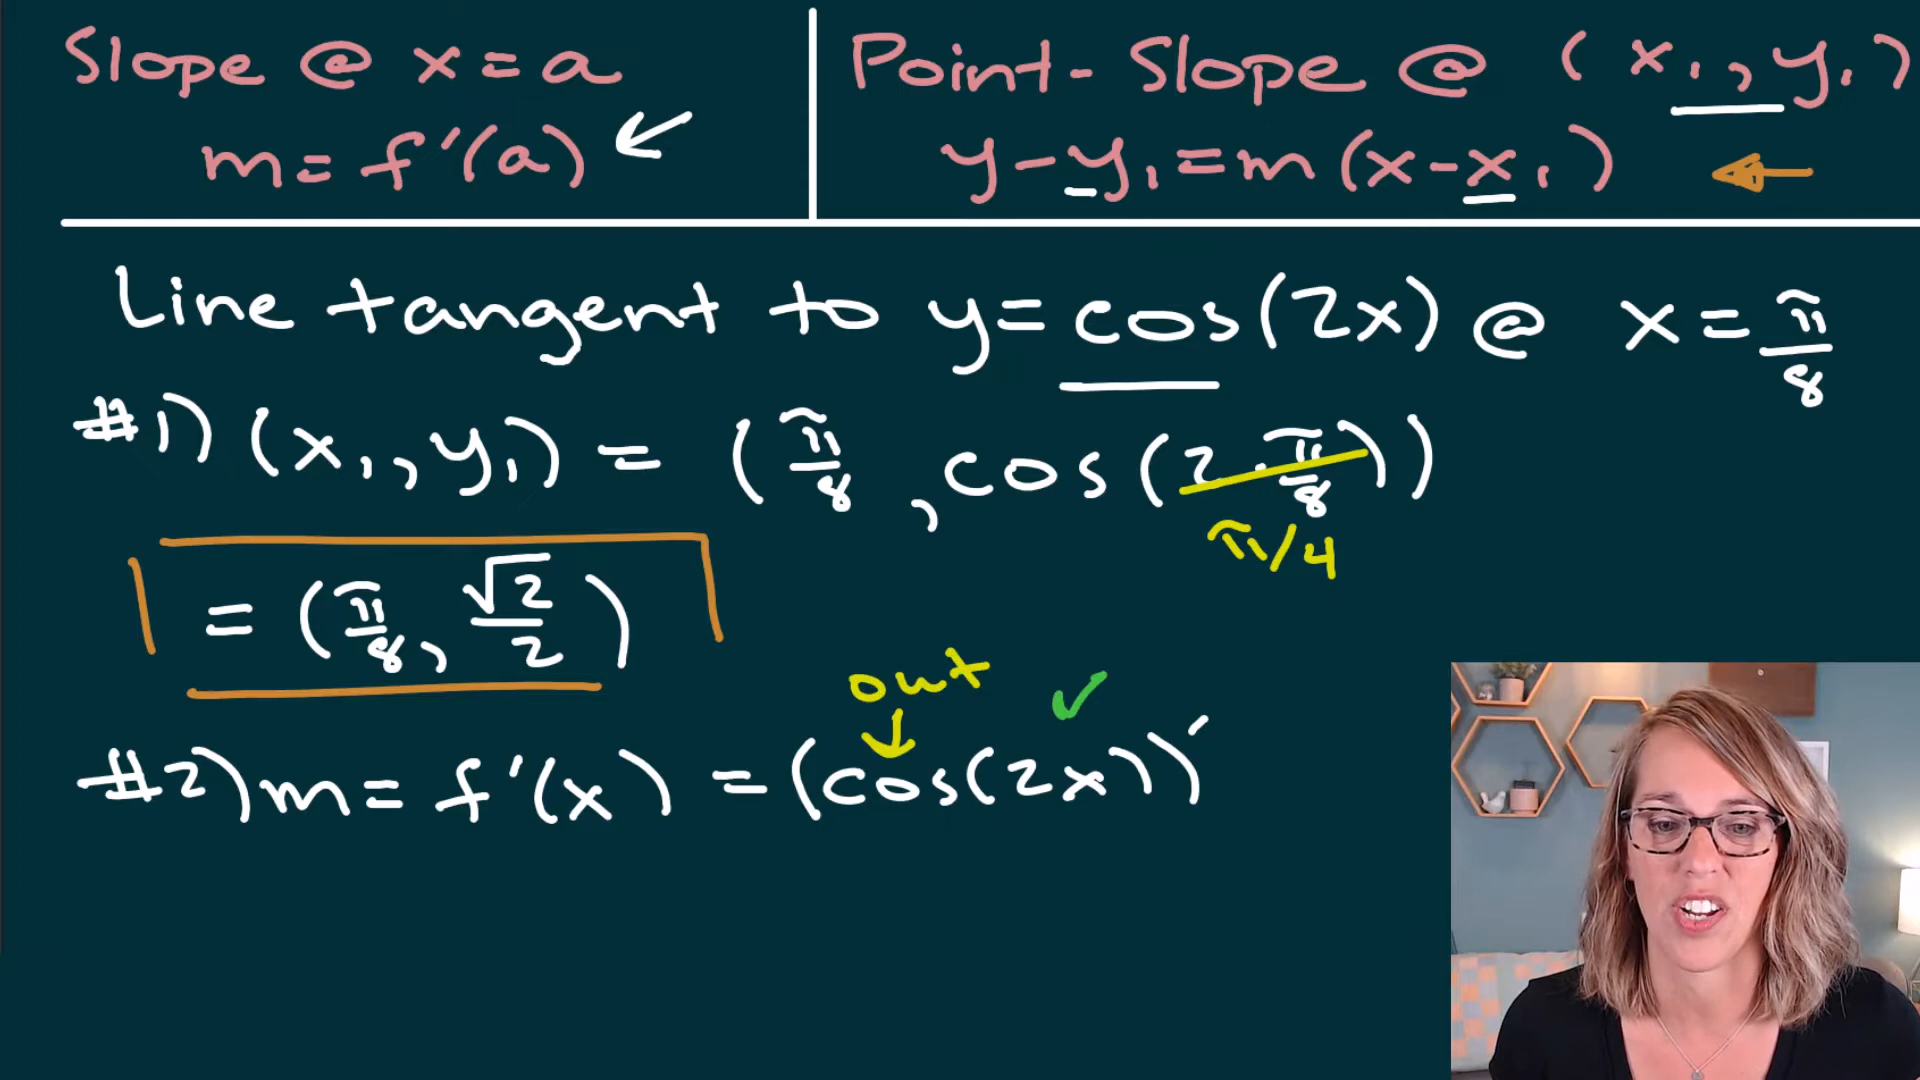 Slope @ x = a
m = f'(a)
Point-Slope @ (x₁, y₁)
y - y₁ = m(x - x₁)
Line tangent to y = cos(2x) @ x = π/8
#1) (x₁, y₁) = (π/8, cos(2·π/8))
π/4
= (π/8, √2/2)
out
#2) m = f'(x) = (cos(2x))'